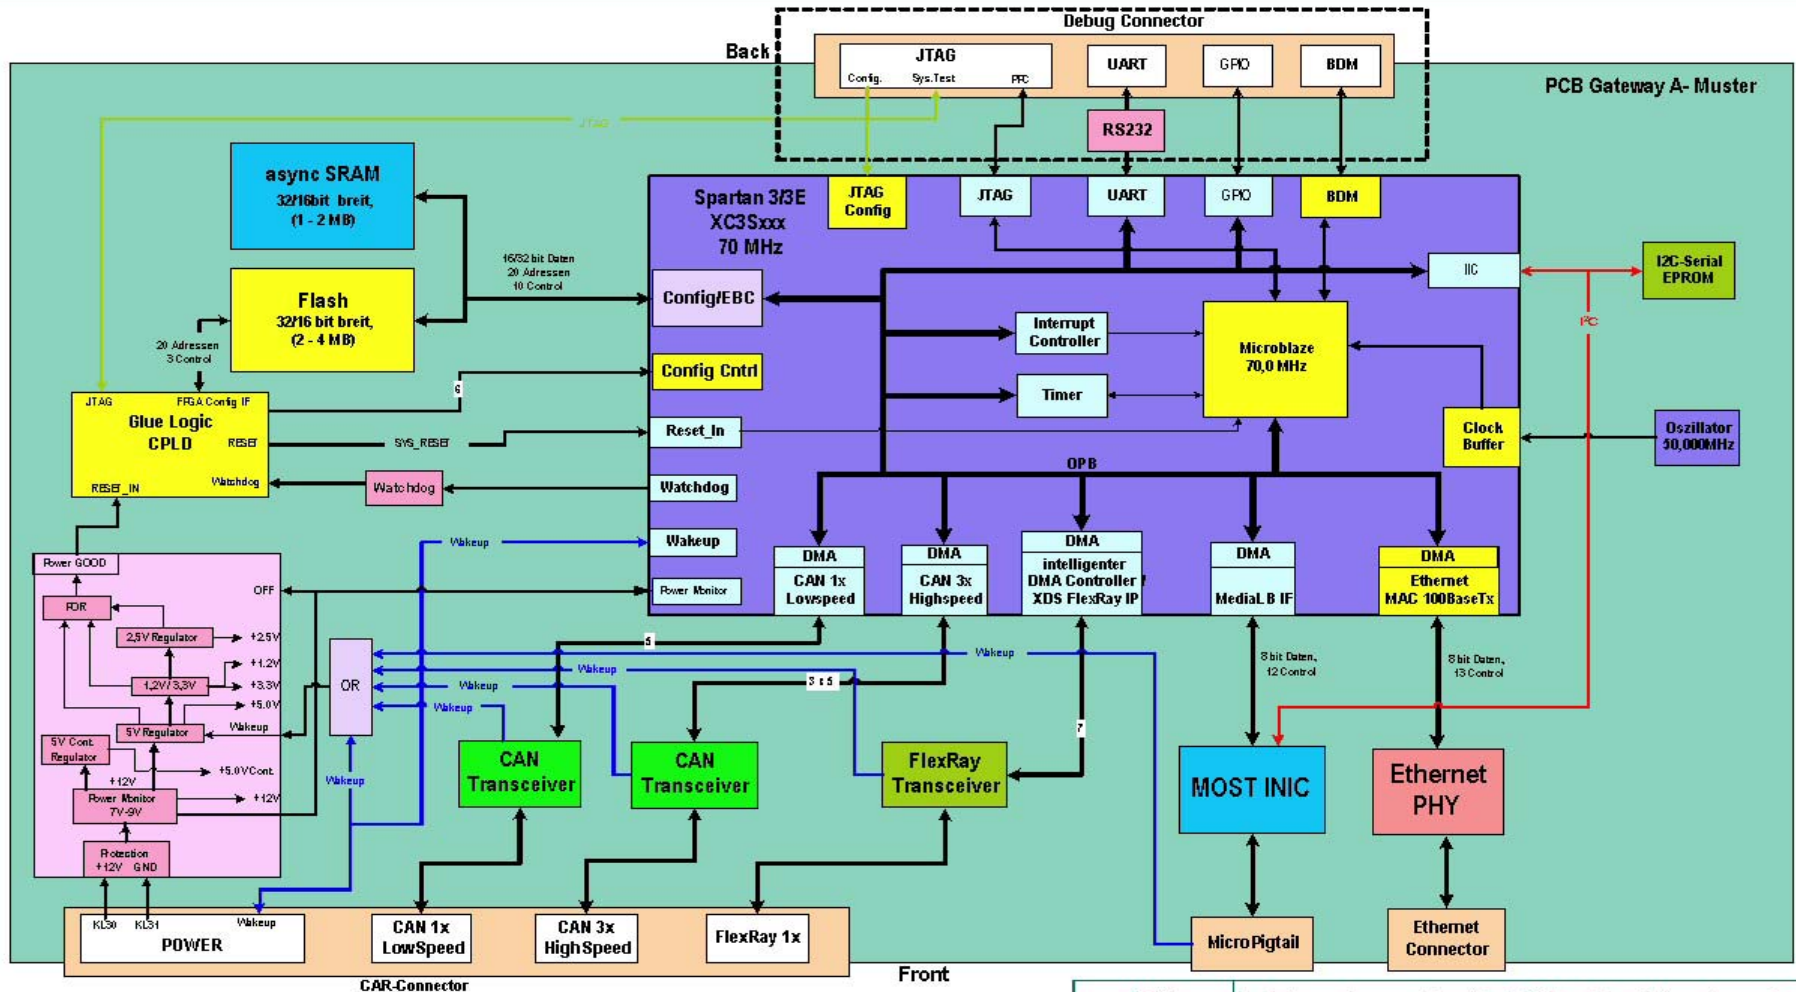 Debug Connector
Back
JTAG
Config.
Sys.Test
PPC
UART
GPIO
BDM
PCB Gateway A- Muster
RS232
JTAG
async SRAM
32/16bit breit,
(1 - 2 MB)
Flash
32/16 bit breit,
(2 - 4 MB)
16/32 bit Daten
20 Adressen
10 Control
20 Adressen
3 Control
Spartan 3/3E
XC3Sxxx
70 MHz
JTAG
Config
JTAG
UART
GPIO
BDM
Config/EBC
IIC
I2C-Serial
EPROM
I²C
Interrupt
Controller
Microblaze
70,0 MHz
Timer
Config Cntrl
6
JTAG
FPGA Config IF
Glue Logic
CPLD
RESET
SYS_RESET
Reset_In
Clock
Buffer
Oszillator
50,000MHz
OPB
RESET_IN
Watchdog
Watchdog
Watchdog
Wakeup
Wakeup
Power Monitor
DMA
CAN 1x
Lowspeed
DMA
CAN 3x
Highspeed
DMA
intelligenter
DMA Controller /
XDS FlexRay IP
DMA
MediaLB IF
DMA
Ethernet
MAC 100BaseTx
Power GOOD
OFF
POR
2,5V Regulator
+2.5V
+1.2V
1,2V/ 3,3V
+3.3V
+5.0V
5V Regulator
Wakeup
5V Cont.
Regulator
+5.0VCont.
+12V
Power Monitor
7V-9V
+12V
Protection
+12V GND
OR
5
Wakeup
Wakeup
Wakeup
Wakeup
3 x 5
7
8 bit Daten,
12 Control
8 bit Daten,
13 Control
Wakeup
CAN
Transceiver
CAN
Transceiver
FlexRay
Transceiver
MOST INIC
Ethernet
PHY
KL30
KL31
Wakeup
POWER
CAN 1x
LowSpeed
CAN 3x
HighSpeed
FlexRay 1x
MicroPigtail
Ethernet
Connector
Front
CAR-Connector